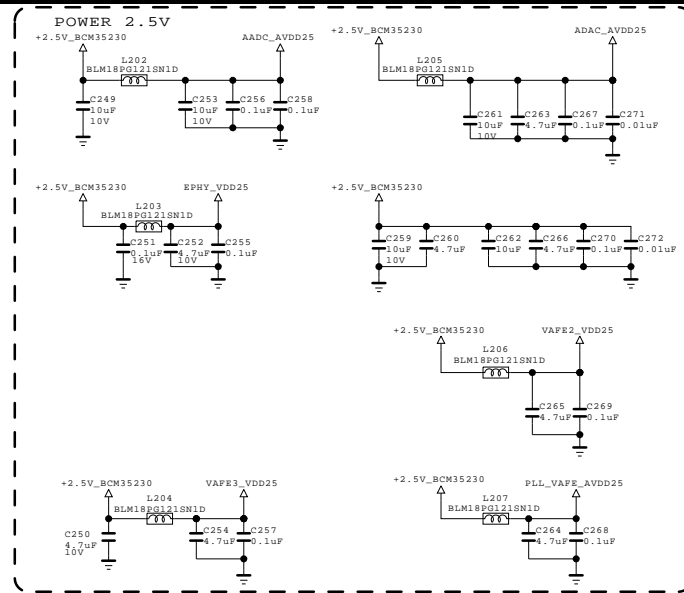 POWER 2.5V
+2.5V_BCM35230
AADC_AVDD25
L202
BLM18PG121SN1D
C249
10uF
10V
C253
10uF
10V
C256
0.1uF
C258
0.1uF
+2.5V_BCM35230
ADAC_AVDD25
L205
BLM18PG121SN1D
C261
10uF
10V
C263
4.7uF
C267
0.1uF
C271
0.01uF
+2.5V_BCM35230
EPHY_VDD25
L203
BLM18PG121SN1D
C251
0.1uF
16V
C252
4.7uF
10V
C255
0.1uF
+2.5V_BCM35230
C259
10uF
10V
C260
4.7uF
C262
10uF
C266
4.7uF
C270
0.1uF
C272
0.01uF
+2.5V_BCM35230
VAFE2_VDD25
L206
BLM18PG121SN1D
C265
4.7uF
C269
0.1uF
+2.5V_BCM35230
VAFE3_VDD25
L204
BLM18PG121SN1D
C250
4.7uF
10V
C254
4.7uF
C257
0.1uF
+2.5V_BCM35230
PLL_VAFE_AVDD25
L207
BLM18PG121SN1D
C264
4.7uF
C268
0.1uF